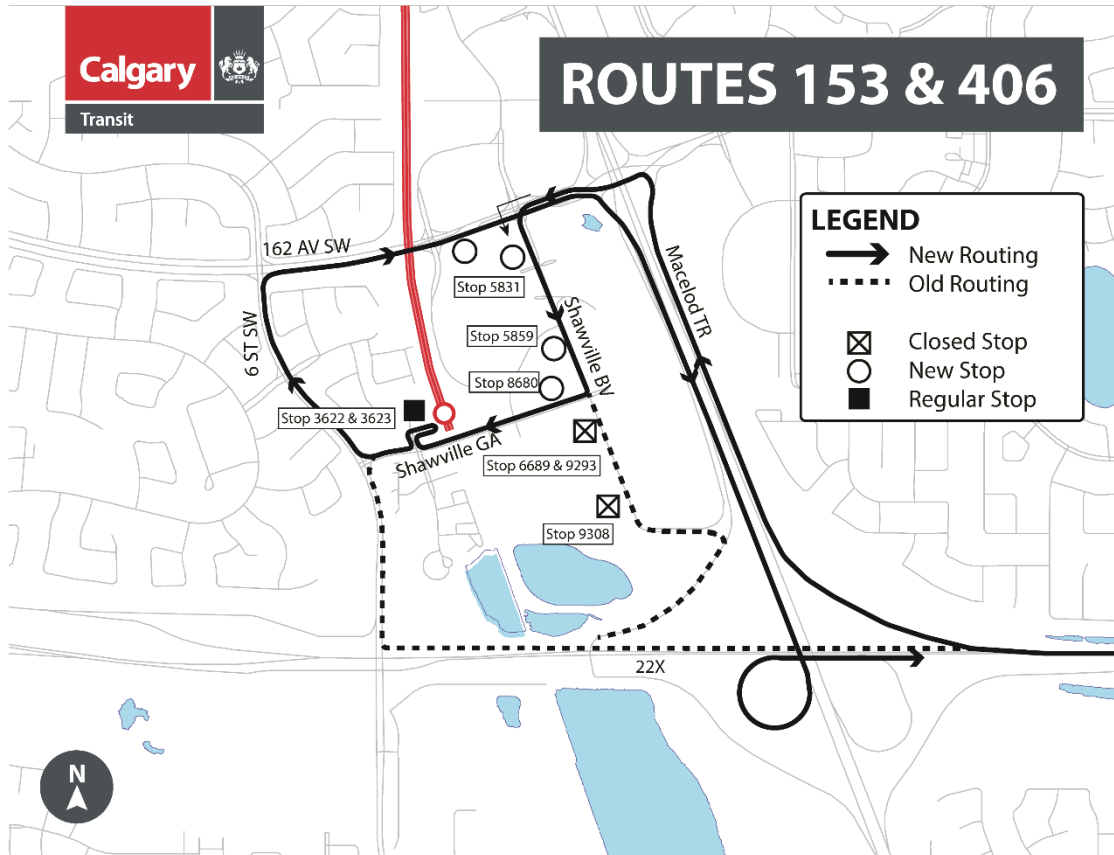 Calgary
Transit
ROUTES 153 & 406
LEGEND
New Routing
Old Routing
Closed Stop
New Stop
Regular Stop
162 AV SW
Macelod TR
Stop 5831
6 ST SW
Shawville BV
Stop 5859
Stop 8680
Stop 3622 & 3623
Shawville GA
Stop 6689 & 9293
Stop 9308
22X
N